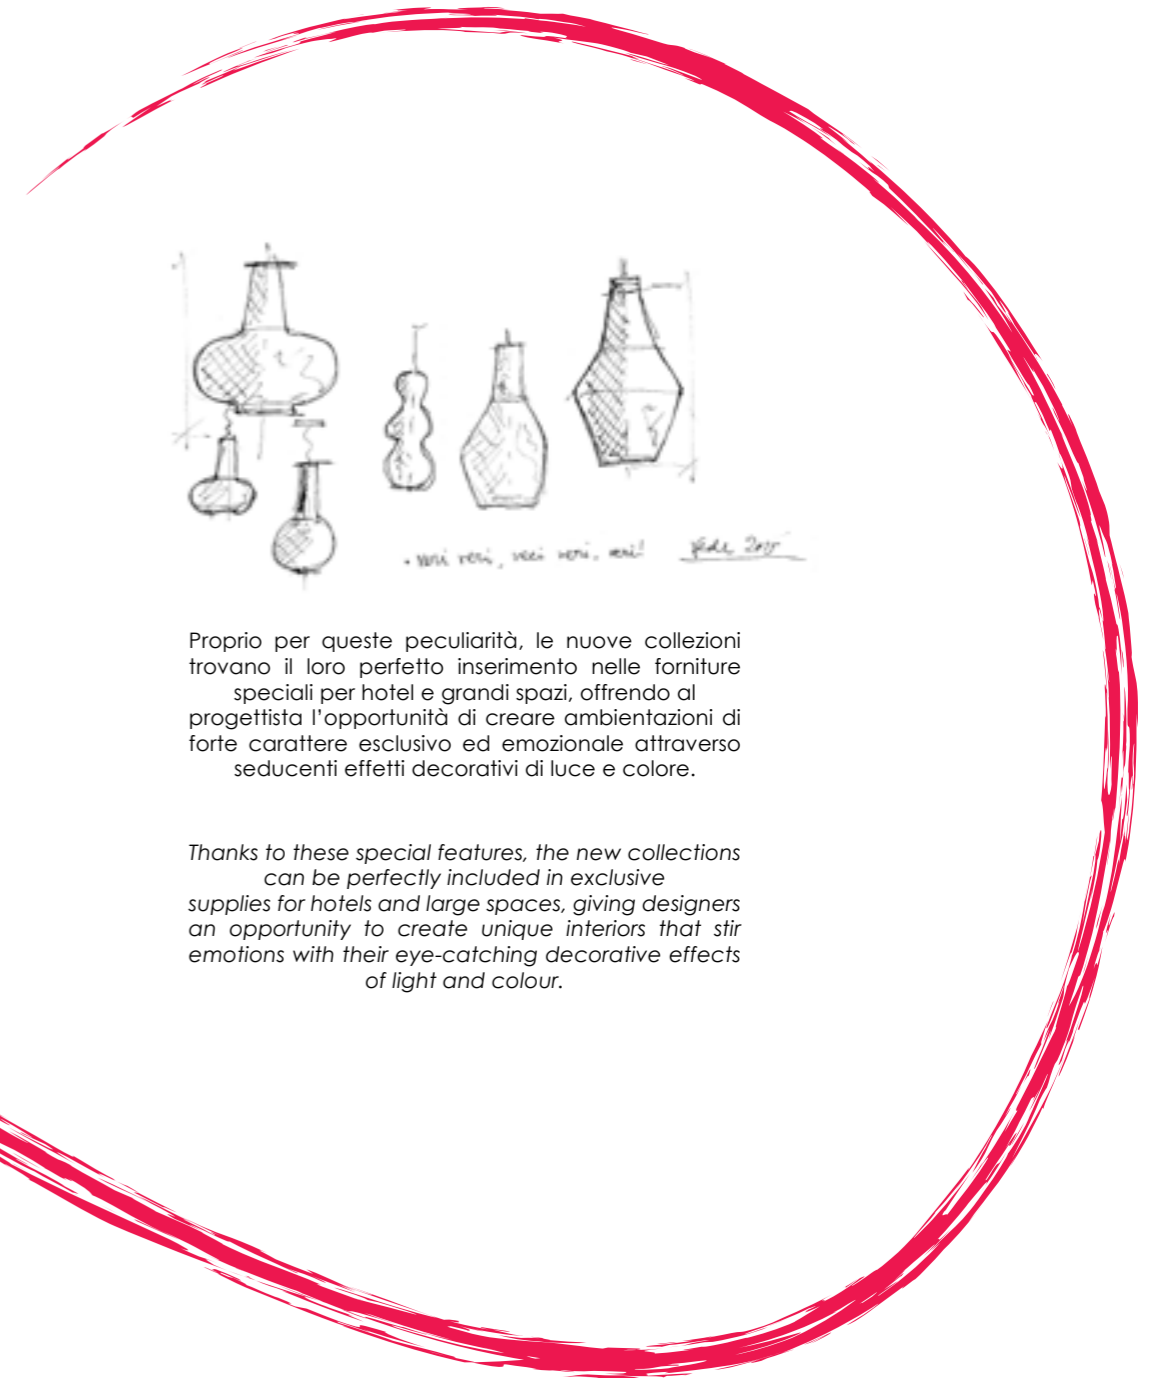 Proprio per queste peculiarità, le nuove collezioni
trovano il loro perfetto inserimento nelle forniture
speciali per hotel e grandi spazi, offrendo al
progettista l’opportunità di creare ambientazioni di
forte carattere esclusivo ed emozionale attraverso
seducenti effetti decorativi di luce e colore.
Thanks to these special features, the new collections
can be perfectly included in exclusive
supplies for hotels and large spaces, giving designers
an opportunity to create unique interiors that stir
emotions with their eye-catching decorative effects
of light and colour.